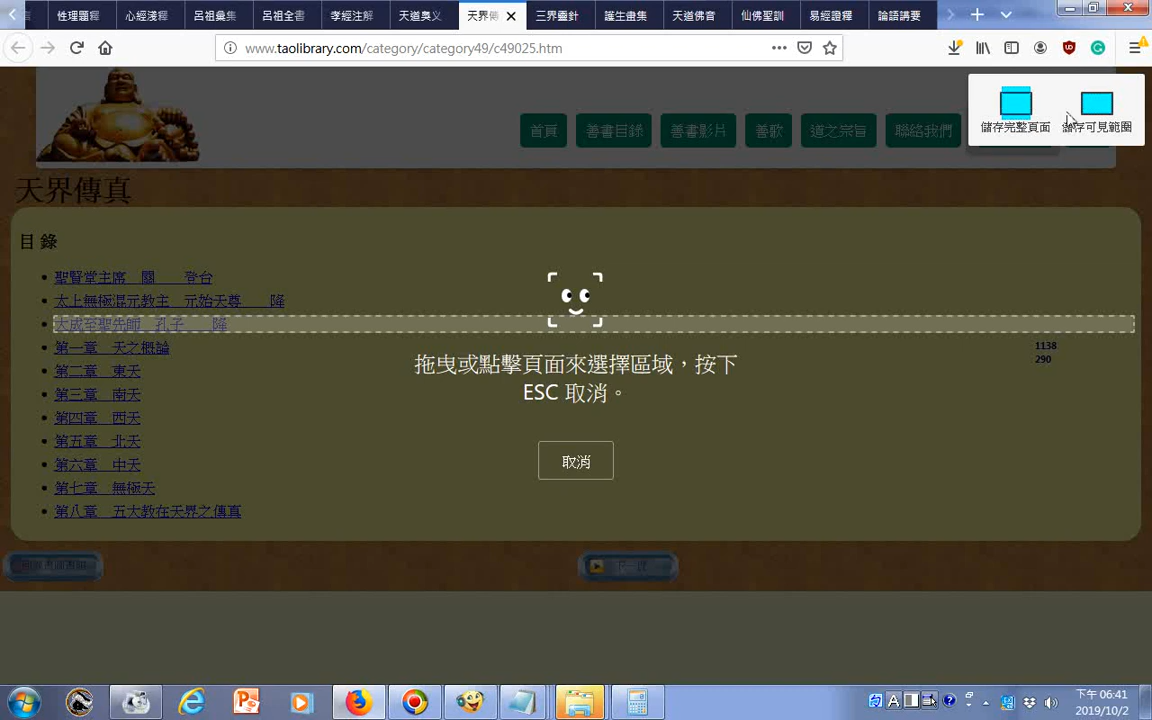 性理題釋
心經淺釋
呂祖彙集
呂祖全書
孝經注解
天道奧义
天界傳
三界靈針
護生畫集
天道佛音
仙佛聖訓
易經證釋
論語講要
www.taolibrary.com/category/category49/c49025.htm
儲存完整頁面
儲存可見範圍
首頁
善書目錄
善書影片
善歌
道之宗旨
聯絡我們
天界傳真
目 錄
聖賢堂主席 關 登台
太上無極混元教主 元始天尊 降
大成至聖先師 孔子 降
第一章 天之概論
第二章 東天
第三章 南天
第四章 西天
第五章 北天
第六章 中天
第七章 無極天
第八章 五大教在天界之傳真
1138
290
拖曳或點擊頁面來選擇區域，按下
ESC 取消。
取消
下午 06:41
2019/10/2